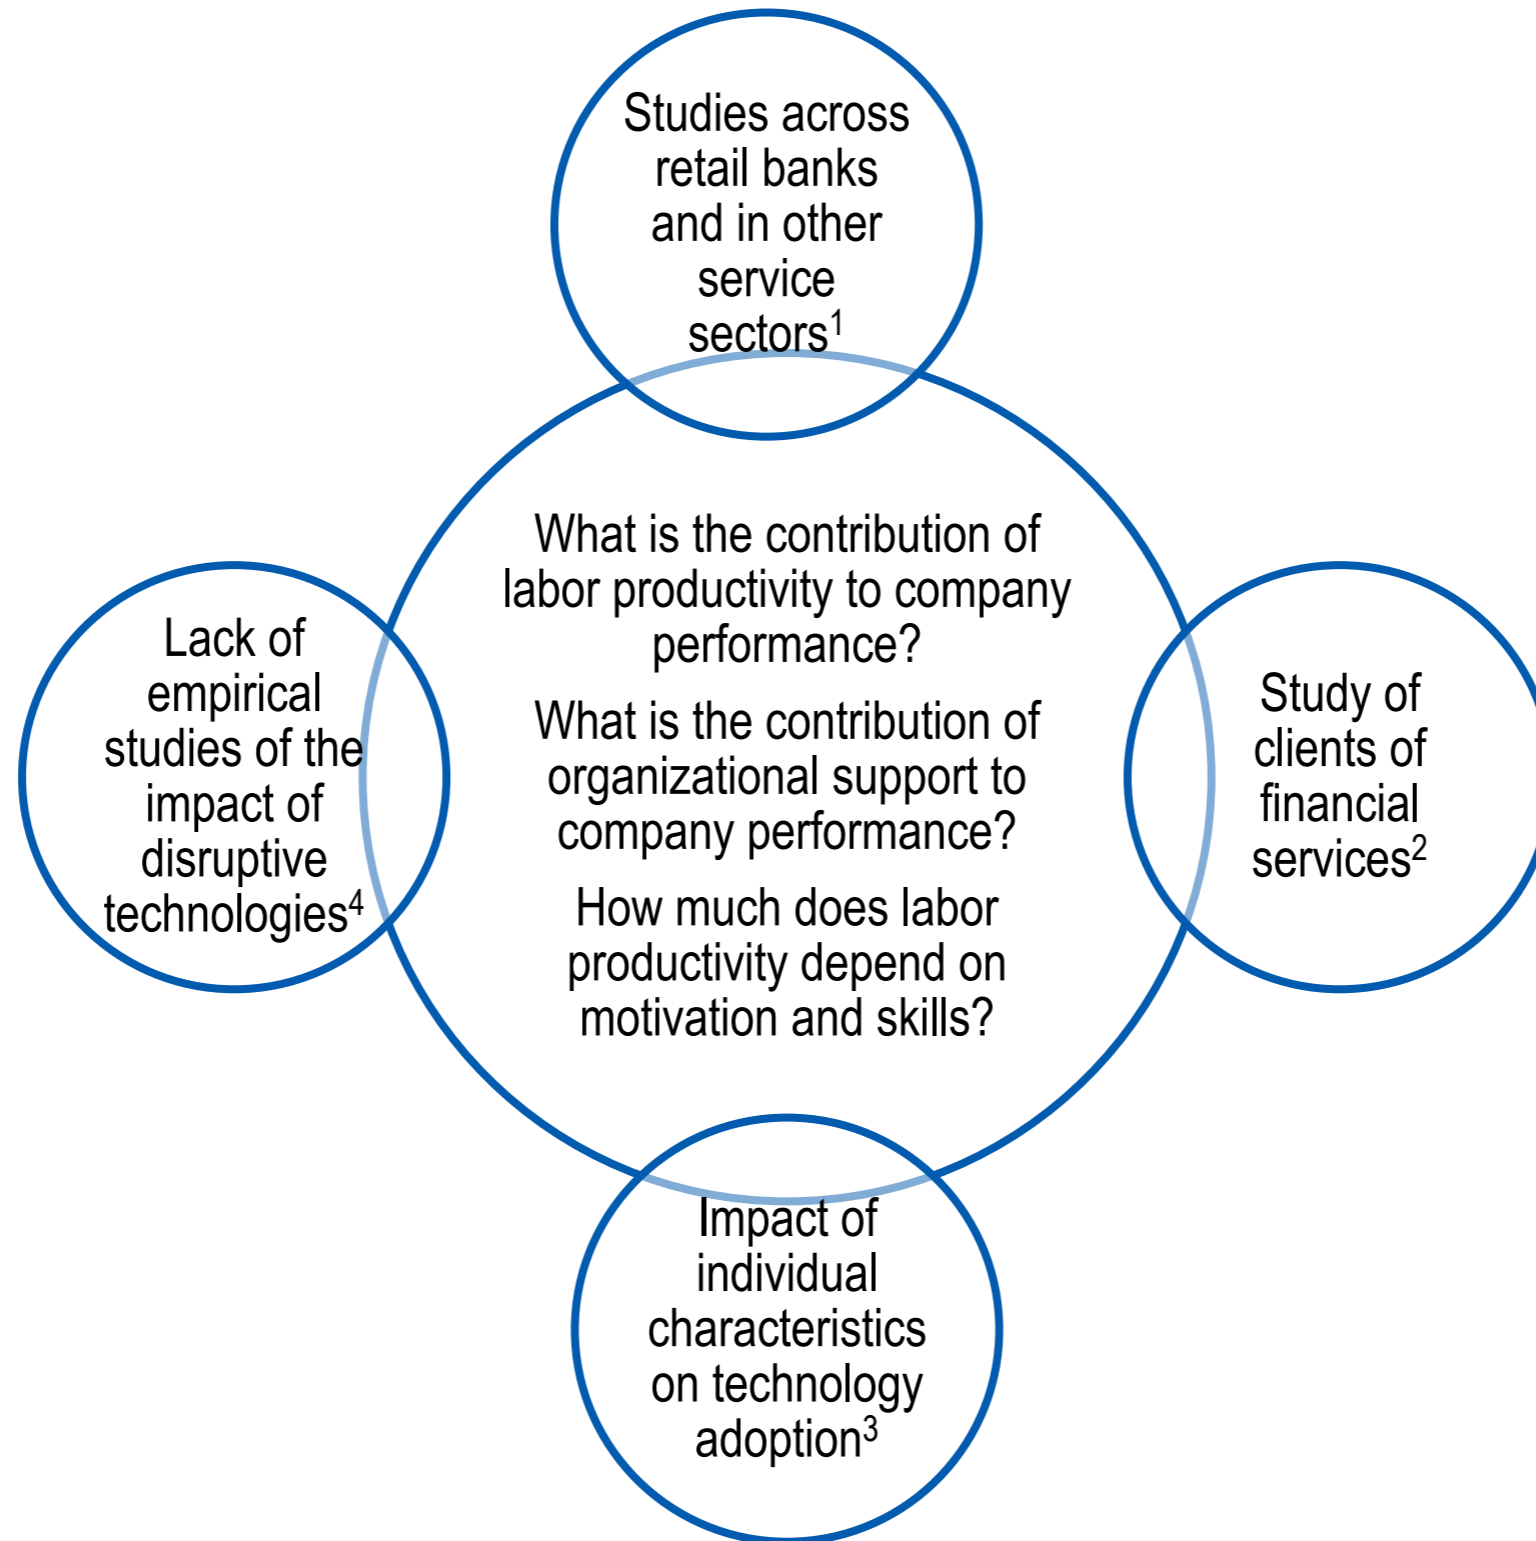 Studies across
retail banks
and in other
service
sectors¹
What is the contribution of
labor productivity to company
performance?
What is the contribution of
organizational support to
company performance?
How much does labor
productivity depend on
motivation and skills?
Lack of
empirical
studies of the
impact of
disruptive
technologies⁴
Study of
clients of
financial
services²
Impact of
individual
characteristics
on technology
adoption³